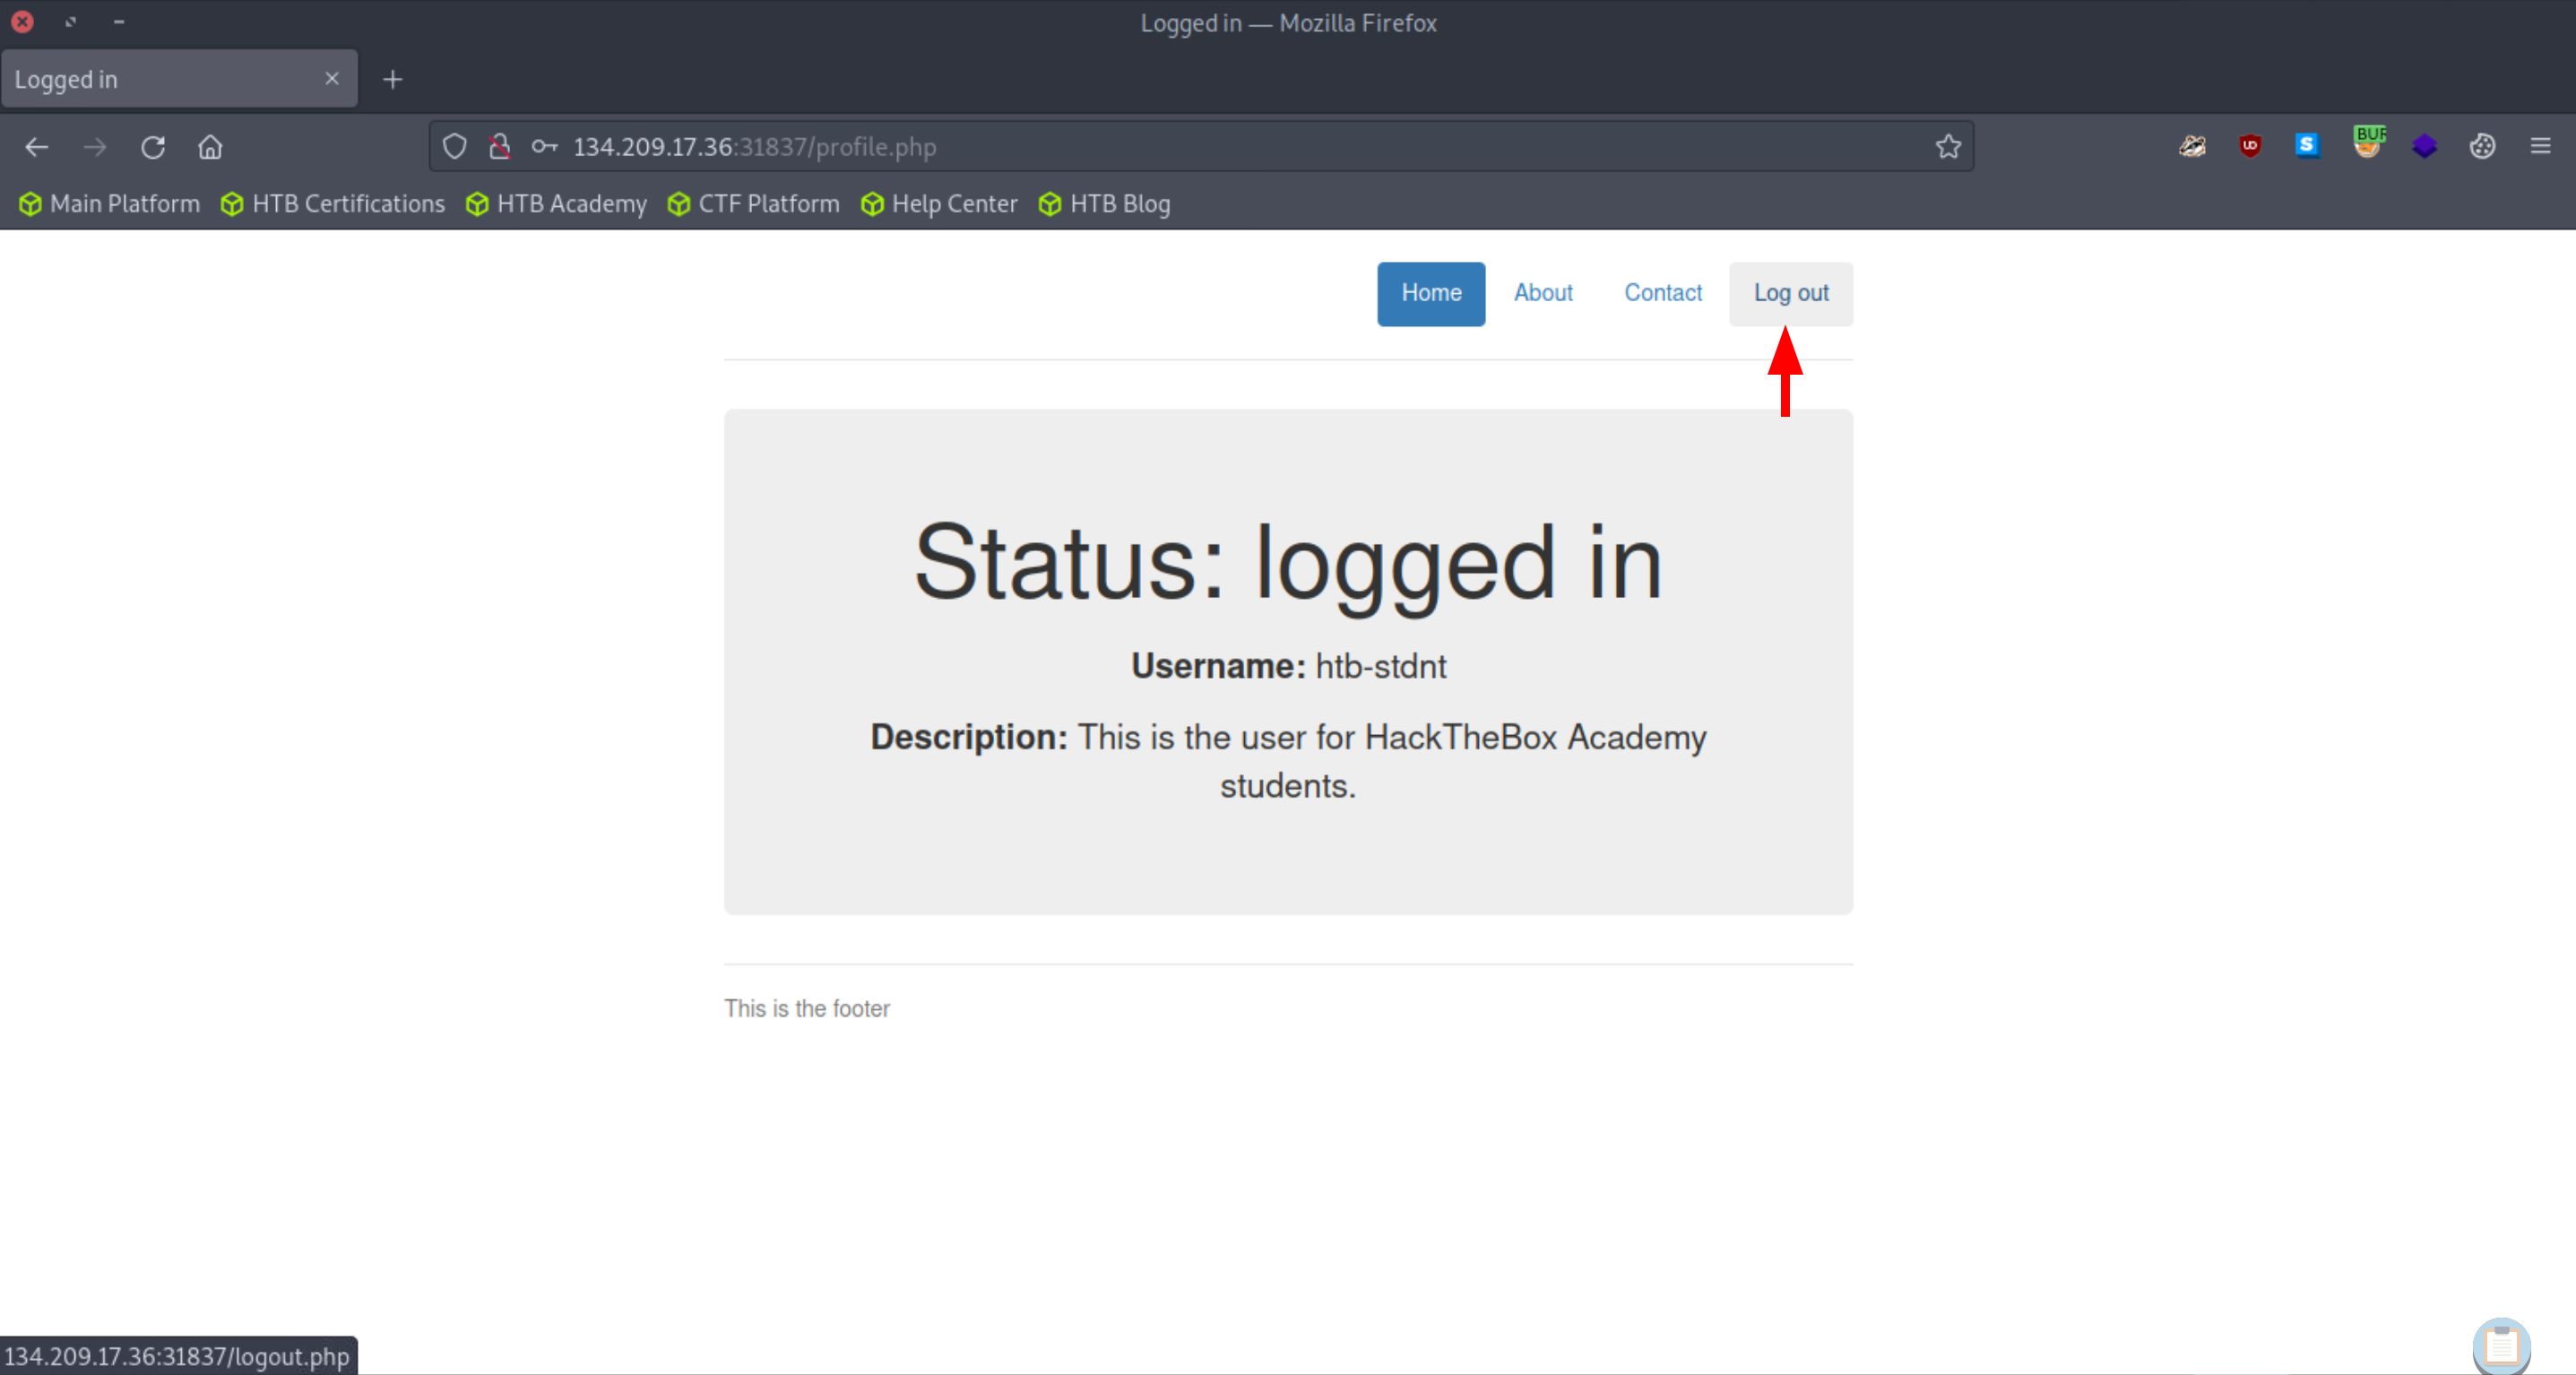 Logged in — Mozilla Firefox
Logged in
134.209.17.36:31837/profile.php
BUR
Main Platform HTB Certifications HTB Academy CTF Platform Help Center HTB Blog
Home About Contact Log out
Status: logged in
Username: htb-stdnt
Description: This is the user for HackTheBox Academy
students.
This is the footer
134.209.17.36:31837/logout.php